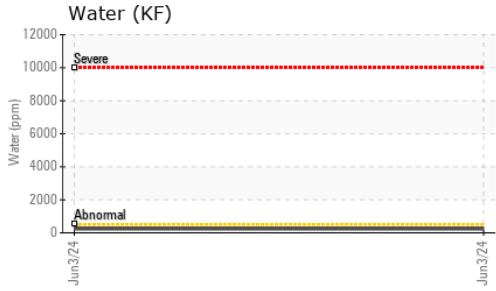 Water (KF)
12000
10000
8000
6000
4000
2000
0
Water (ppm)
Severe
Abnormal
Jun3/24
Jun3/24